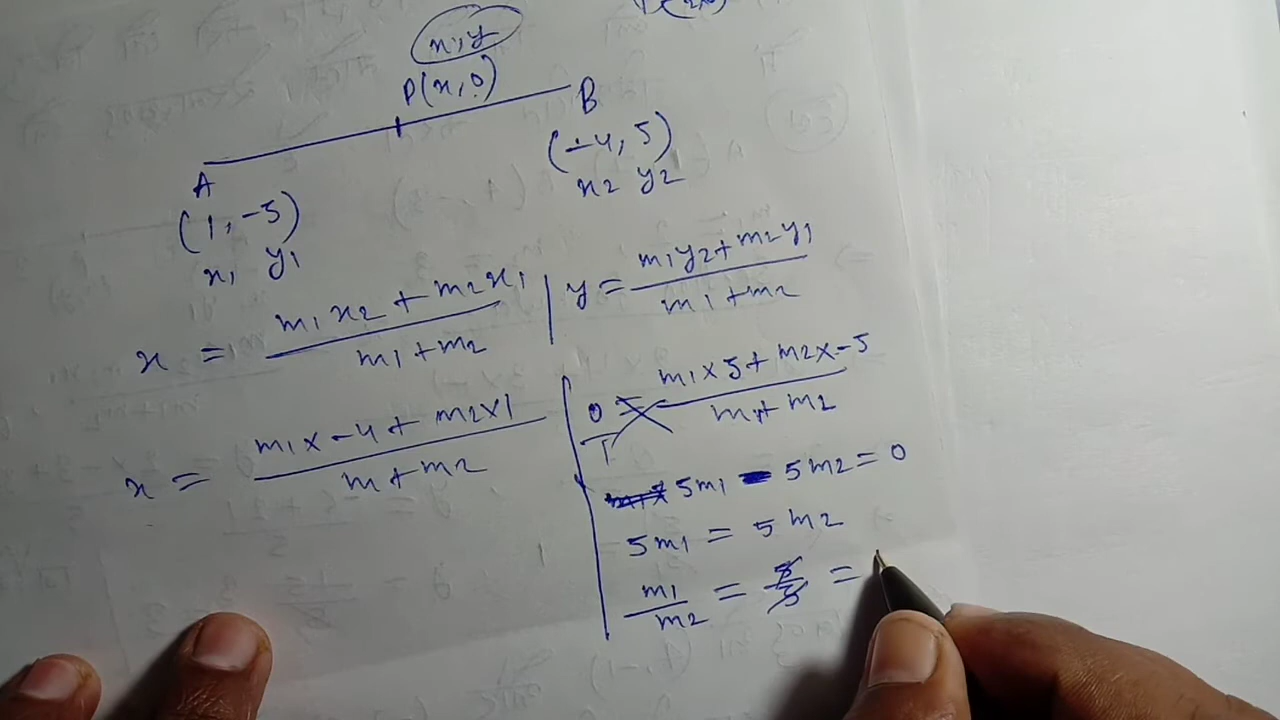 x, y
P(x, 0)
A
B
(1, -5)
(-4, 5)
x1 y1
x2 y2
x = m1x2 + m2x1 / m1 + m2
y = m1y2 + m2y1 / m1 + m2
x = m1 x -4 + m2 x 1 / m1 + m2
0 / 1 = m1 x 5 + m2 x -5 / m1 + m2
5m1 - 5m2 = 0
5m1 = 5m2
m1 / m2 = 5 / 5 =